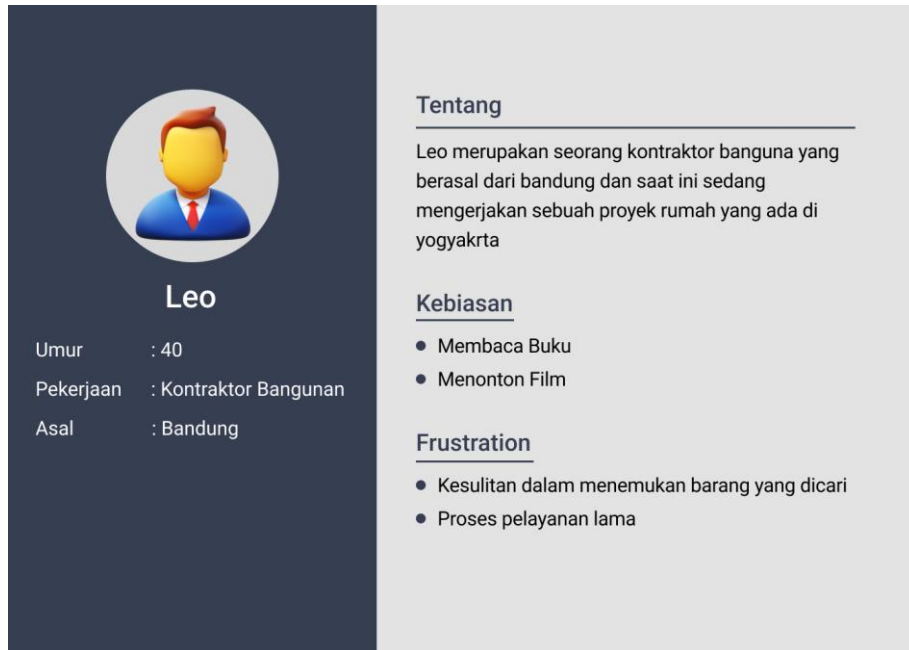 Leo
Umur : 40
Pekerjaan : Kontraktor Bangunan
Asal : Bandung
Tentang
Leo merupakan seorang kontraktor banguna yang
berasal dari bandung dan saat ini sedang
mengerjakan sebuah proyek rumah yang ada di
yogyakrta
Kebiasan
Membaca Buku
Menonton Film
Frustration
Kesulitan dalam menemukan barang yang dicari
Proses pelayanan lama